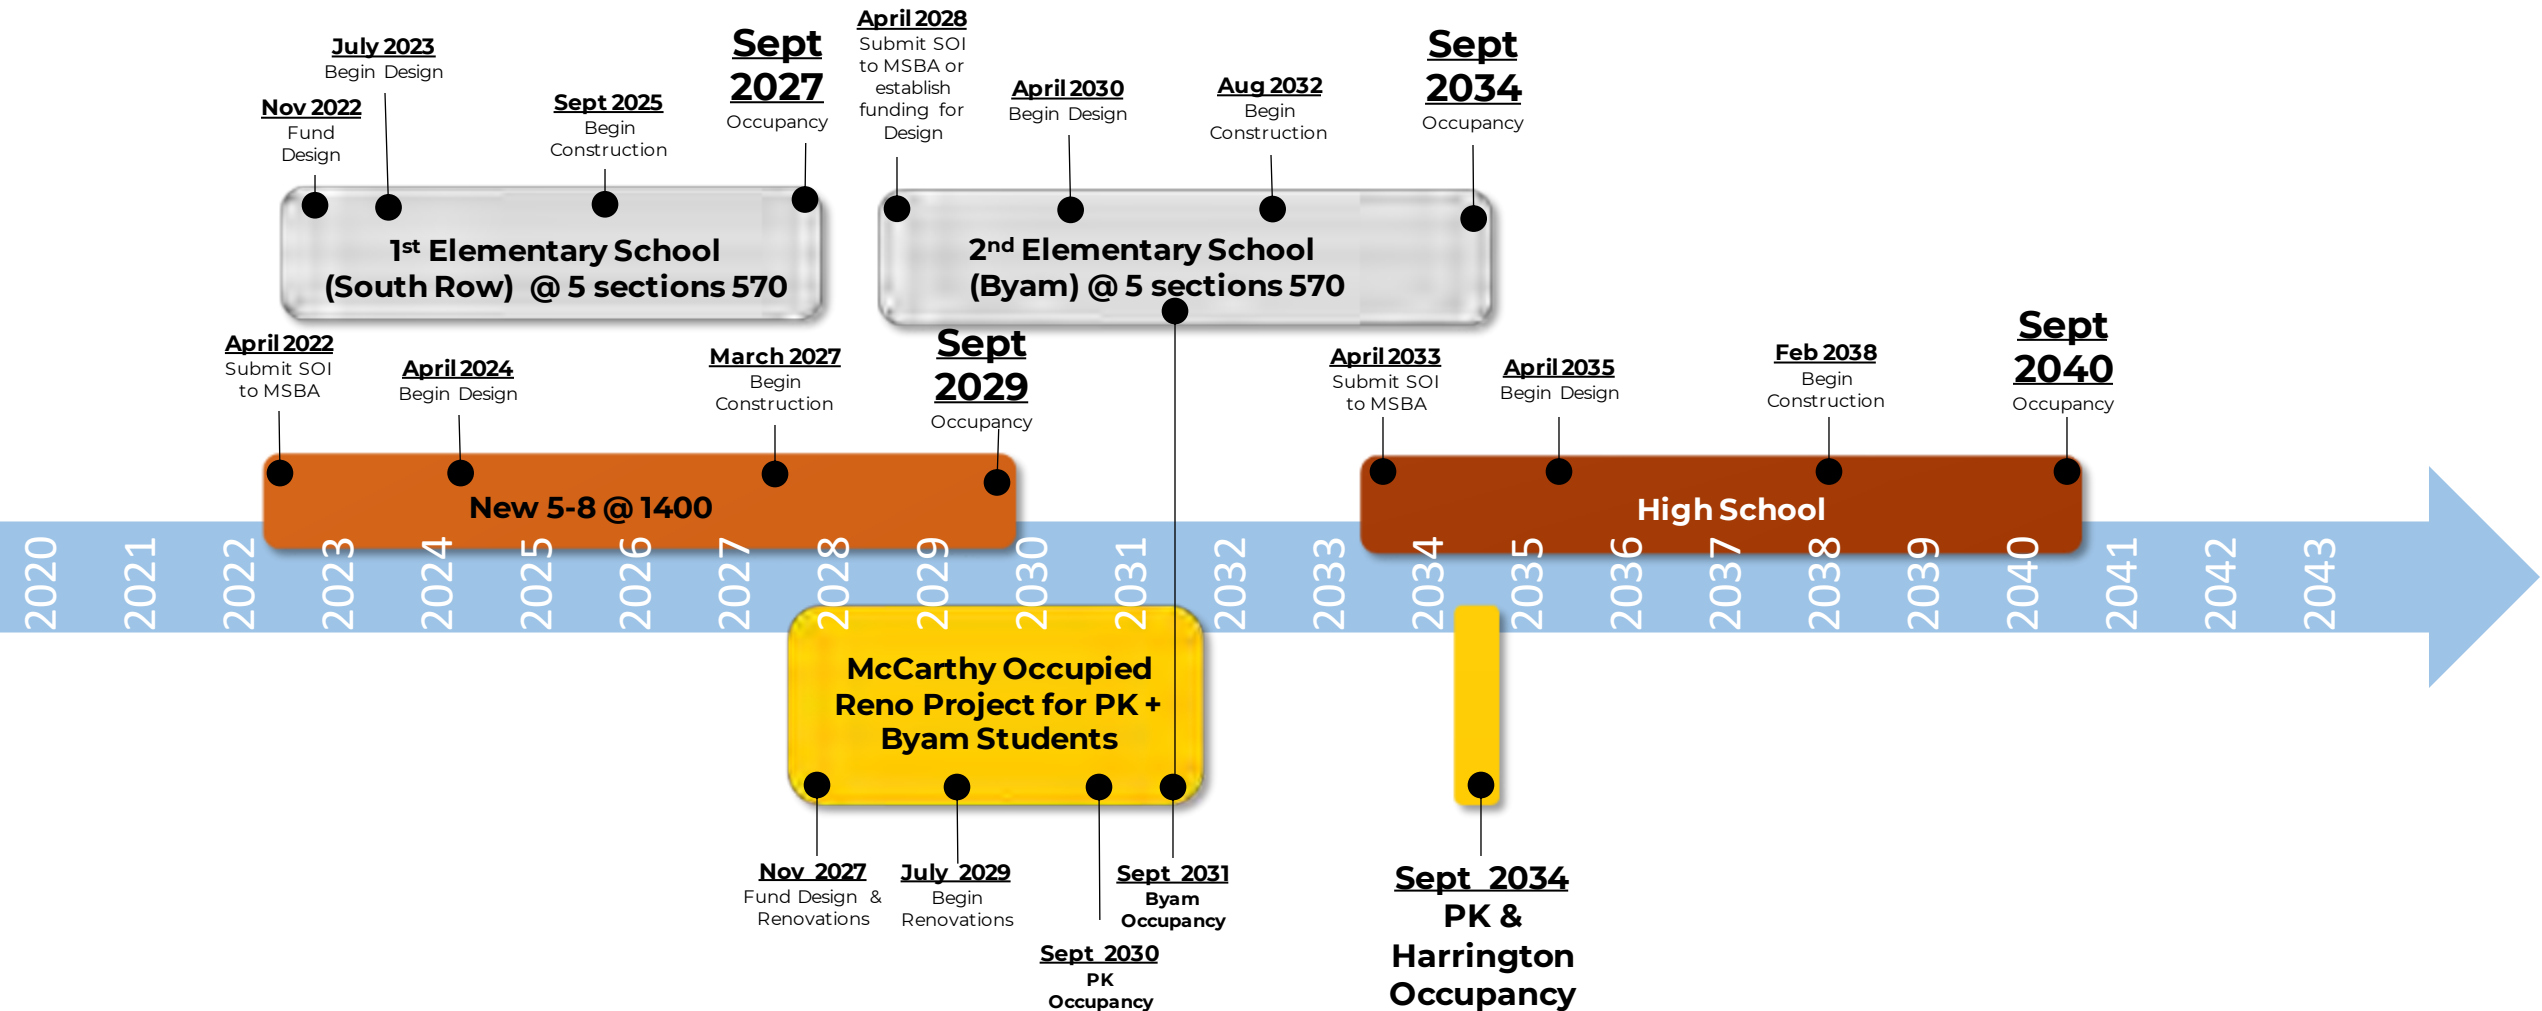 April 2028
Submit SOI
to MSBA or
establish
funding for
Design
July 2023
Begin Design
Nov 2022
Fund
Design
Sept 2025
Begin
Construction
Sept
2027
Occupancy
April 2030
Begin Design
Aug 2032
Begin
Construction
Sept
2034
Occupancy
1st Elementary School
(South Row) @ 5 sections 570
2nd Elementary School
(Byam) @ 5 sections 570
April 2022
Submit SOI
to MSBA
April 2024
Begin Design
March 2027
Begin
Construction
Sept
2029
Occupancy
April 2033
Submit SOI
to MSBA
April 2035
Begin Design
Feb 2038
Begin
Construction
Sept
2040
Occupancy
New 5-8 @ 1400
High School
2020
2021
2022
2023
2024
2025
2026
2027
2028
2029
2030
2031
2032
2033
2034
2035
2036
2037
2038
2039
2040
2041
2042
2043
McCarthy Occupied
Reno Project for PK +
Byam Students
Nov 2027
Fund Design &
Renovations
July 2029
Begin
Renovations
Sept 2030
PK
Occupancy
Sept 2031
Byam
Occupancy
Sept 2034
PK &
Harrington
Occupancy